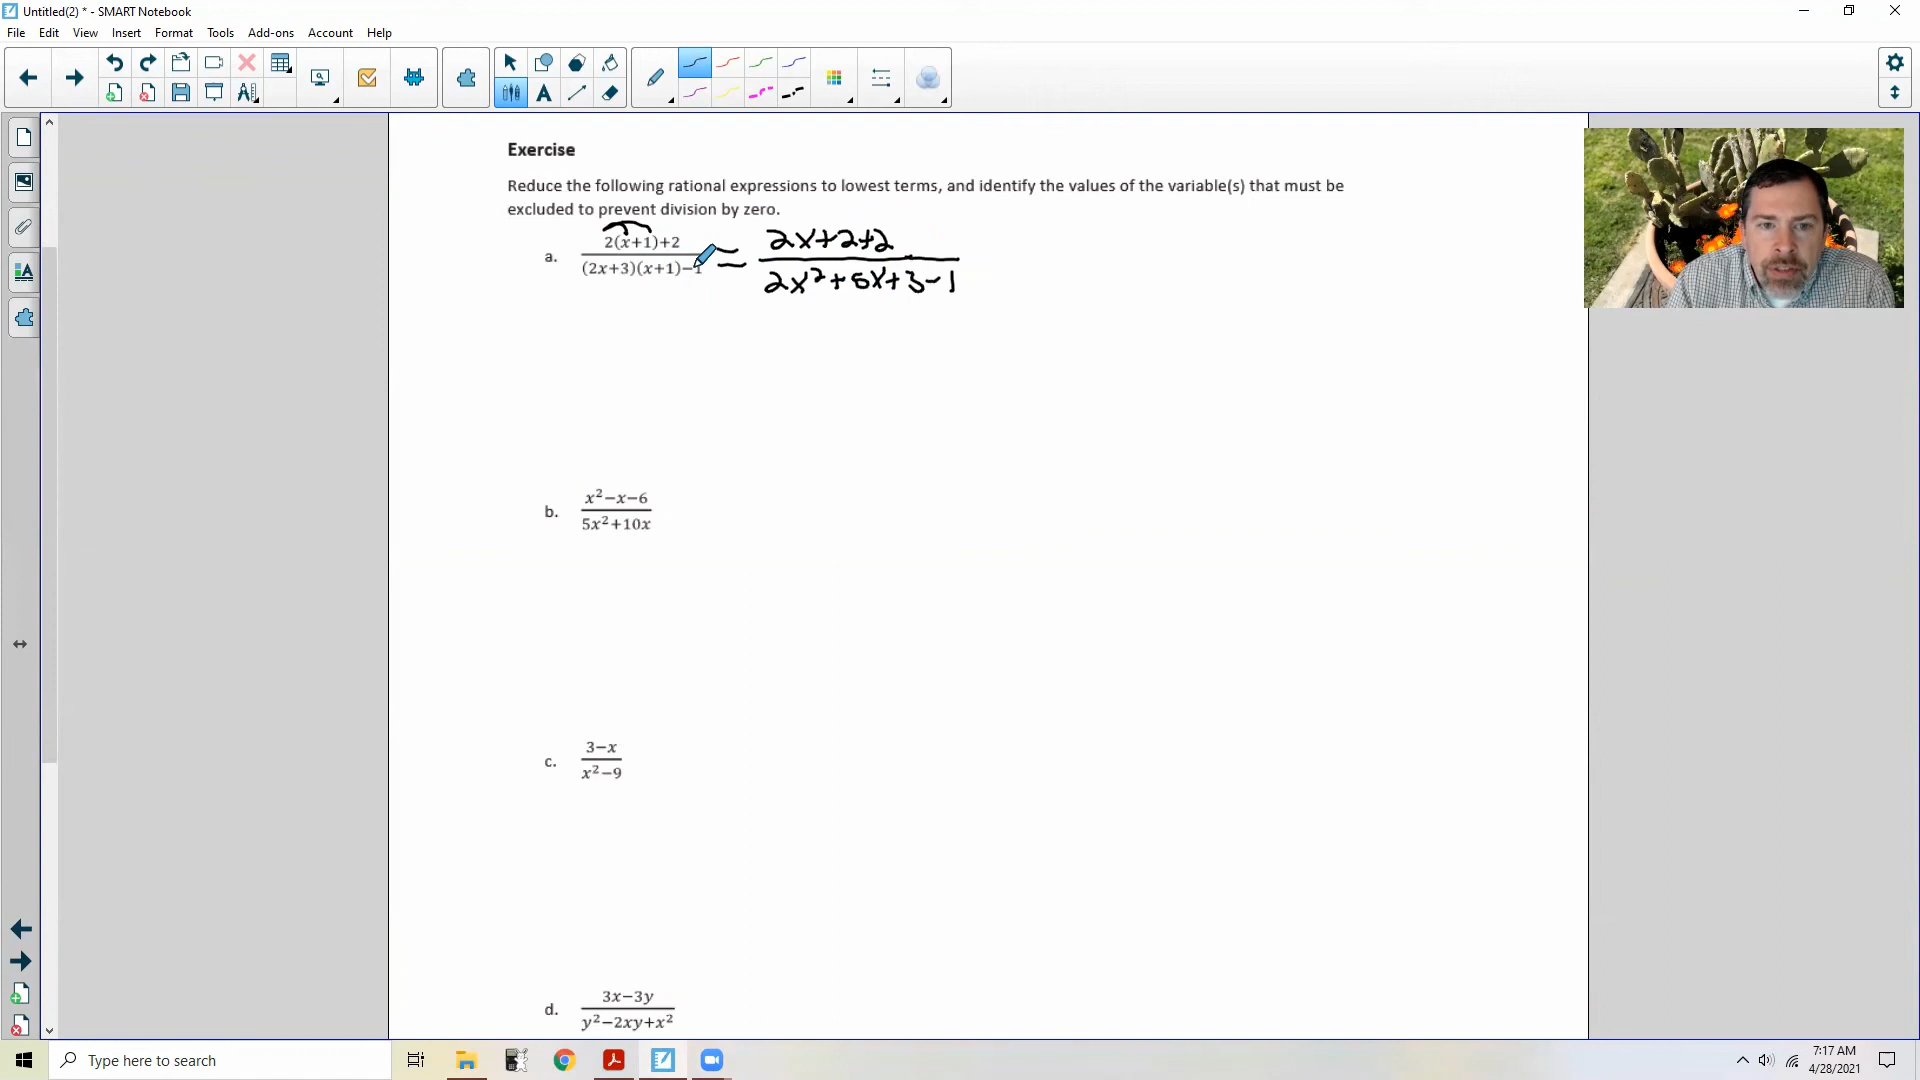 Untitled(2) * - SMART Notebook
File Edit View Insert Format Tools Add-ons Account Help
Exercise
Reduce the following rational expressions to lowest terms, and identify the values of the variable(s) that must be
excluded to prevent division by zero.
a. 2(x+1)+2 / (2x+3)(x+1)−1 = 2x+2+2 / 2x²+5x+3-1
b. x²−x−6 / 5x²+10x
c. 3−x / x²−9
d. 3x−3y / y²−2xy+x²
Type here to search
7:17 AM
4/28/2021